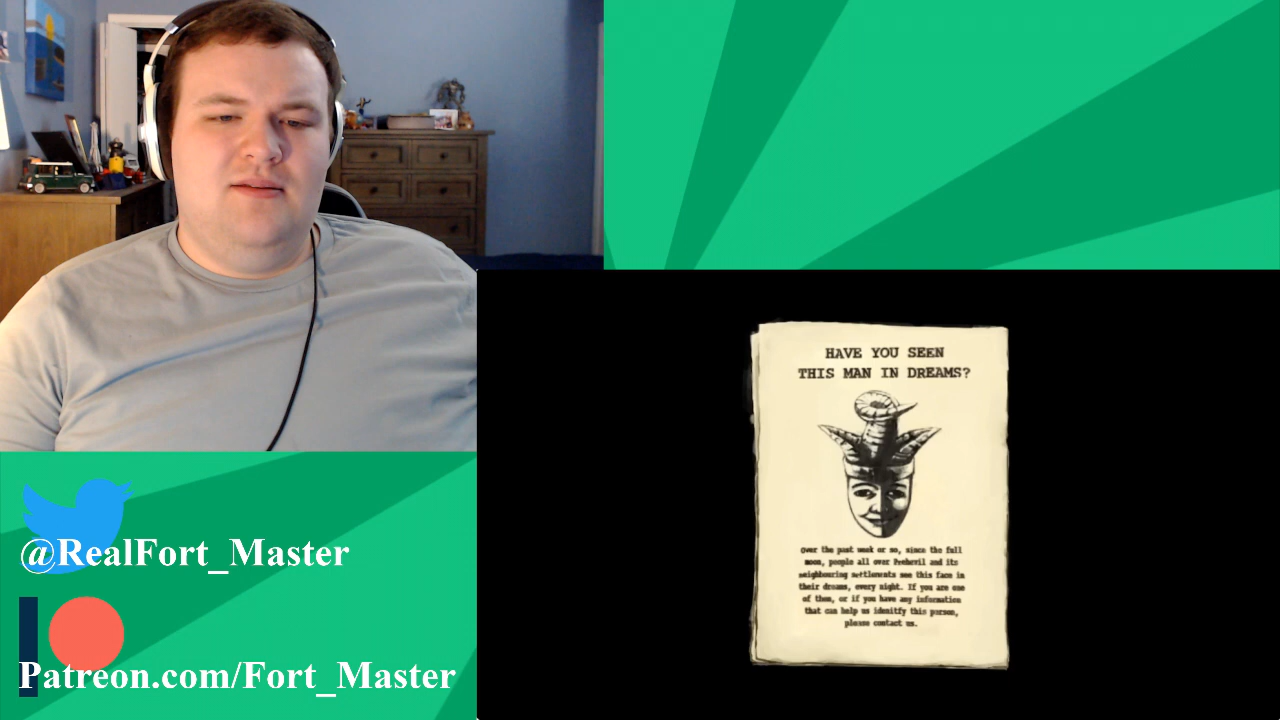 HAVE YOU SEEN
THIS MAN IN DREAMS?
Over the past week or so, since the full
moon, people all over Prehevil and its
neighbouring settlements see this face in
their dreams, every night. If you are one
of them, or if you have any information
that can help us idenitfy this person,
please contact us.
@RealFort_Master
Patreon.com/Fort_Master